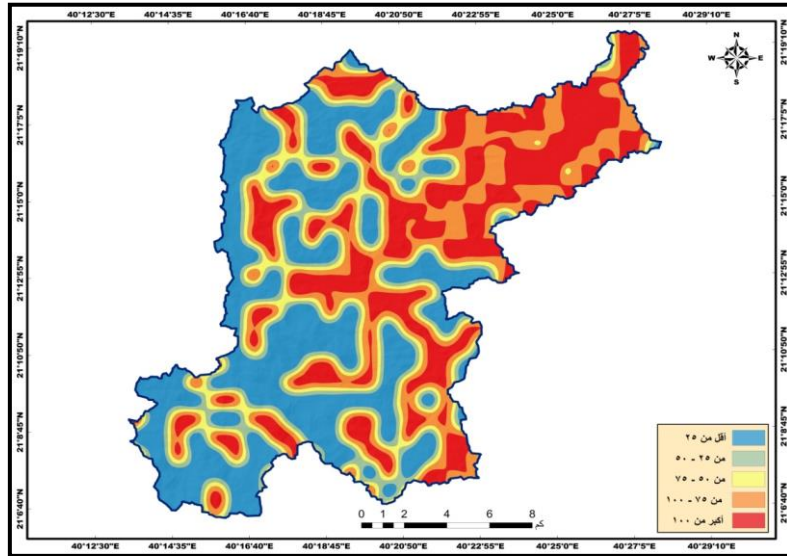 40°12'30"E 40°14'35"E 40°16'40"E 40°18'45"E 40°20'50"E 40°22'55"E 40°25'0"E 40°27'5"E 40°29'10"E
N
W E
S
21°19'10"N 21°19'10"N
21°17'5"N 21°17'5"N
21°15'0"N 21°15'0"N
21°12'55"N 21°12'55"N
21°10'50"N 21°10'50"N
21°8'45"N 21°8'45"N
21°6'40"N 21°6'40"N
أقل من ٢٥
من ٢٥ - ٥٠
من ٥٠ - ٧٥
من ٧٥ - ١٠٠
أكبر من ١٠٠
0 1 2 4 6 8
كم
40°12'30"E 40°14'35"E 40°16'40"E 40°18'45"E 40°20'50"E 40°22'55"E 40°25'0"E 40°27'5"E 40°29'10"E